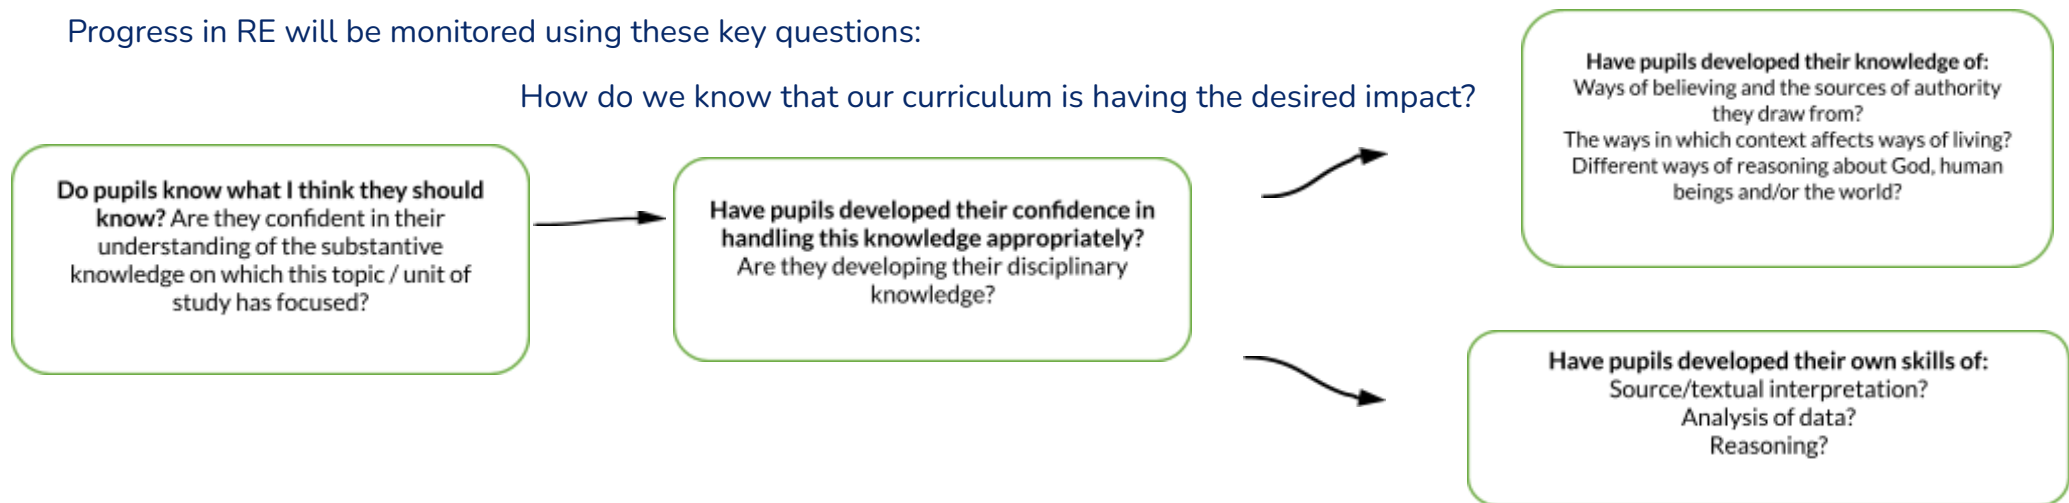 Progress in RE will be monitored using these key questions:
How do we know that our curriculum is having the desired impact?
Do pupils know what I think they should
know? Are they confident in their
understanding of the substantive
knowledge on which this topic / unit of
study has focused?
Have pupils developed their confidence in
handling this knowledge appropriately?
Are they developing their disciplinary
knowledge?
Have pupils developed their knowledge of:
Ways of believing and the sources of authority
they draw from?
The ways in which context affects ways of living?
Different ways of reasoning about God, human
beings and/or the world?
Have pupils developed their own skills of:
Source/textual interpretation?
Analysis of data?
Reasoning?